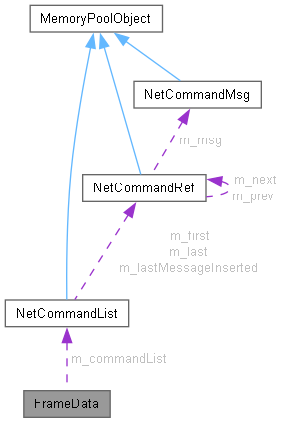 MemoryPoolObject
NetCommandMsg
m_msg
NetCommandRef
m_next
m_prev
m_first
m_last
m_lastMessageInserted
NetCommandList
m_commandList
FrameData